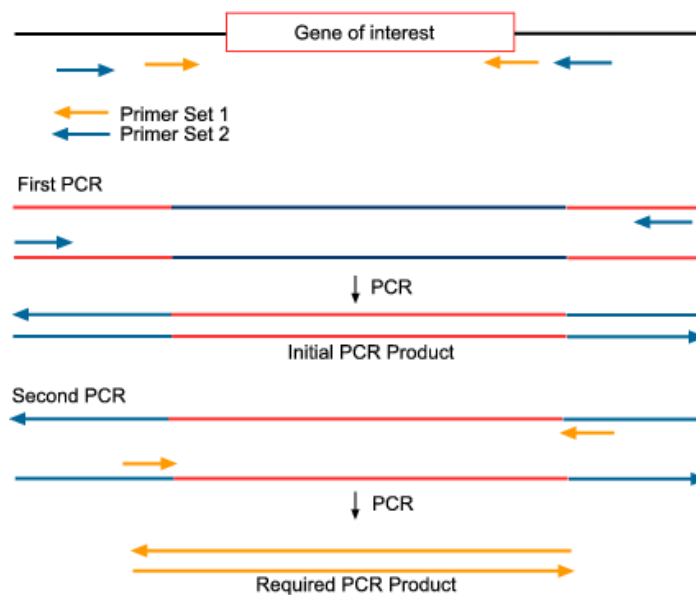 Gene of interest
Primer Set 1
Primer Set 2
First PCR
PCR
Initial PCR Product
Second PCR
PCR
Required PCR Product